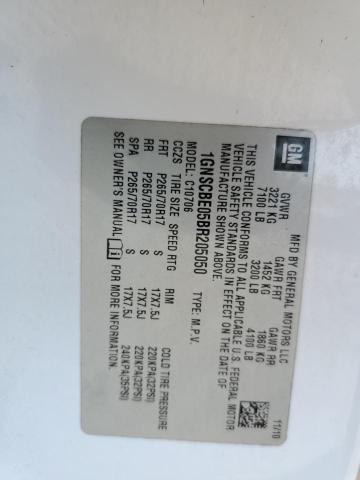 GM
MFD BY GENERAL MOTORS LLC 11/10
GVWR GAWR FRT GAWR RR
3221 KG 1452 KG 1860 KG
7100 LB 3200 LB 4100 LB
THIS VEHICLE CONFORMS TO ALL APPLICABLE U.S. FEDERAL MOTOR
VEHICLE SAFETY STANDARDS IN EFFECT ON THE DATE OF
MANUFACTURE SHOWN ABOVE.
1GNSCBE05BR205050 TYPE: M.P.V.
MODEL: C10706
CCZS TIRE SIZE SPEED RTG RIM COLD TIRE PRESSURE
FRT P265/70R17 S 17X7.5J 220KPA(32PSI)
RR P265/70R17 S 17X7.5J 220KPA(32PSI)
SPA P265/70R17 S 17X7.5J 240KPA(35PSI)
SEE OWNER'S MANUAL FOR MORE INFORMATION.